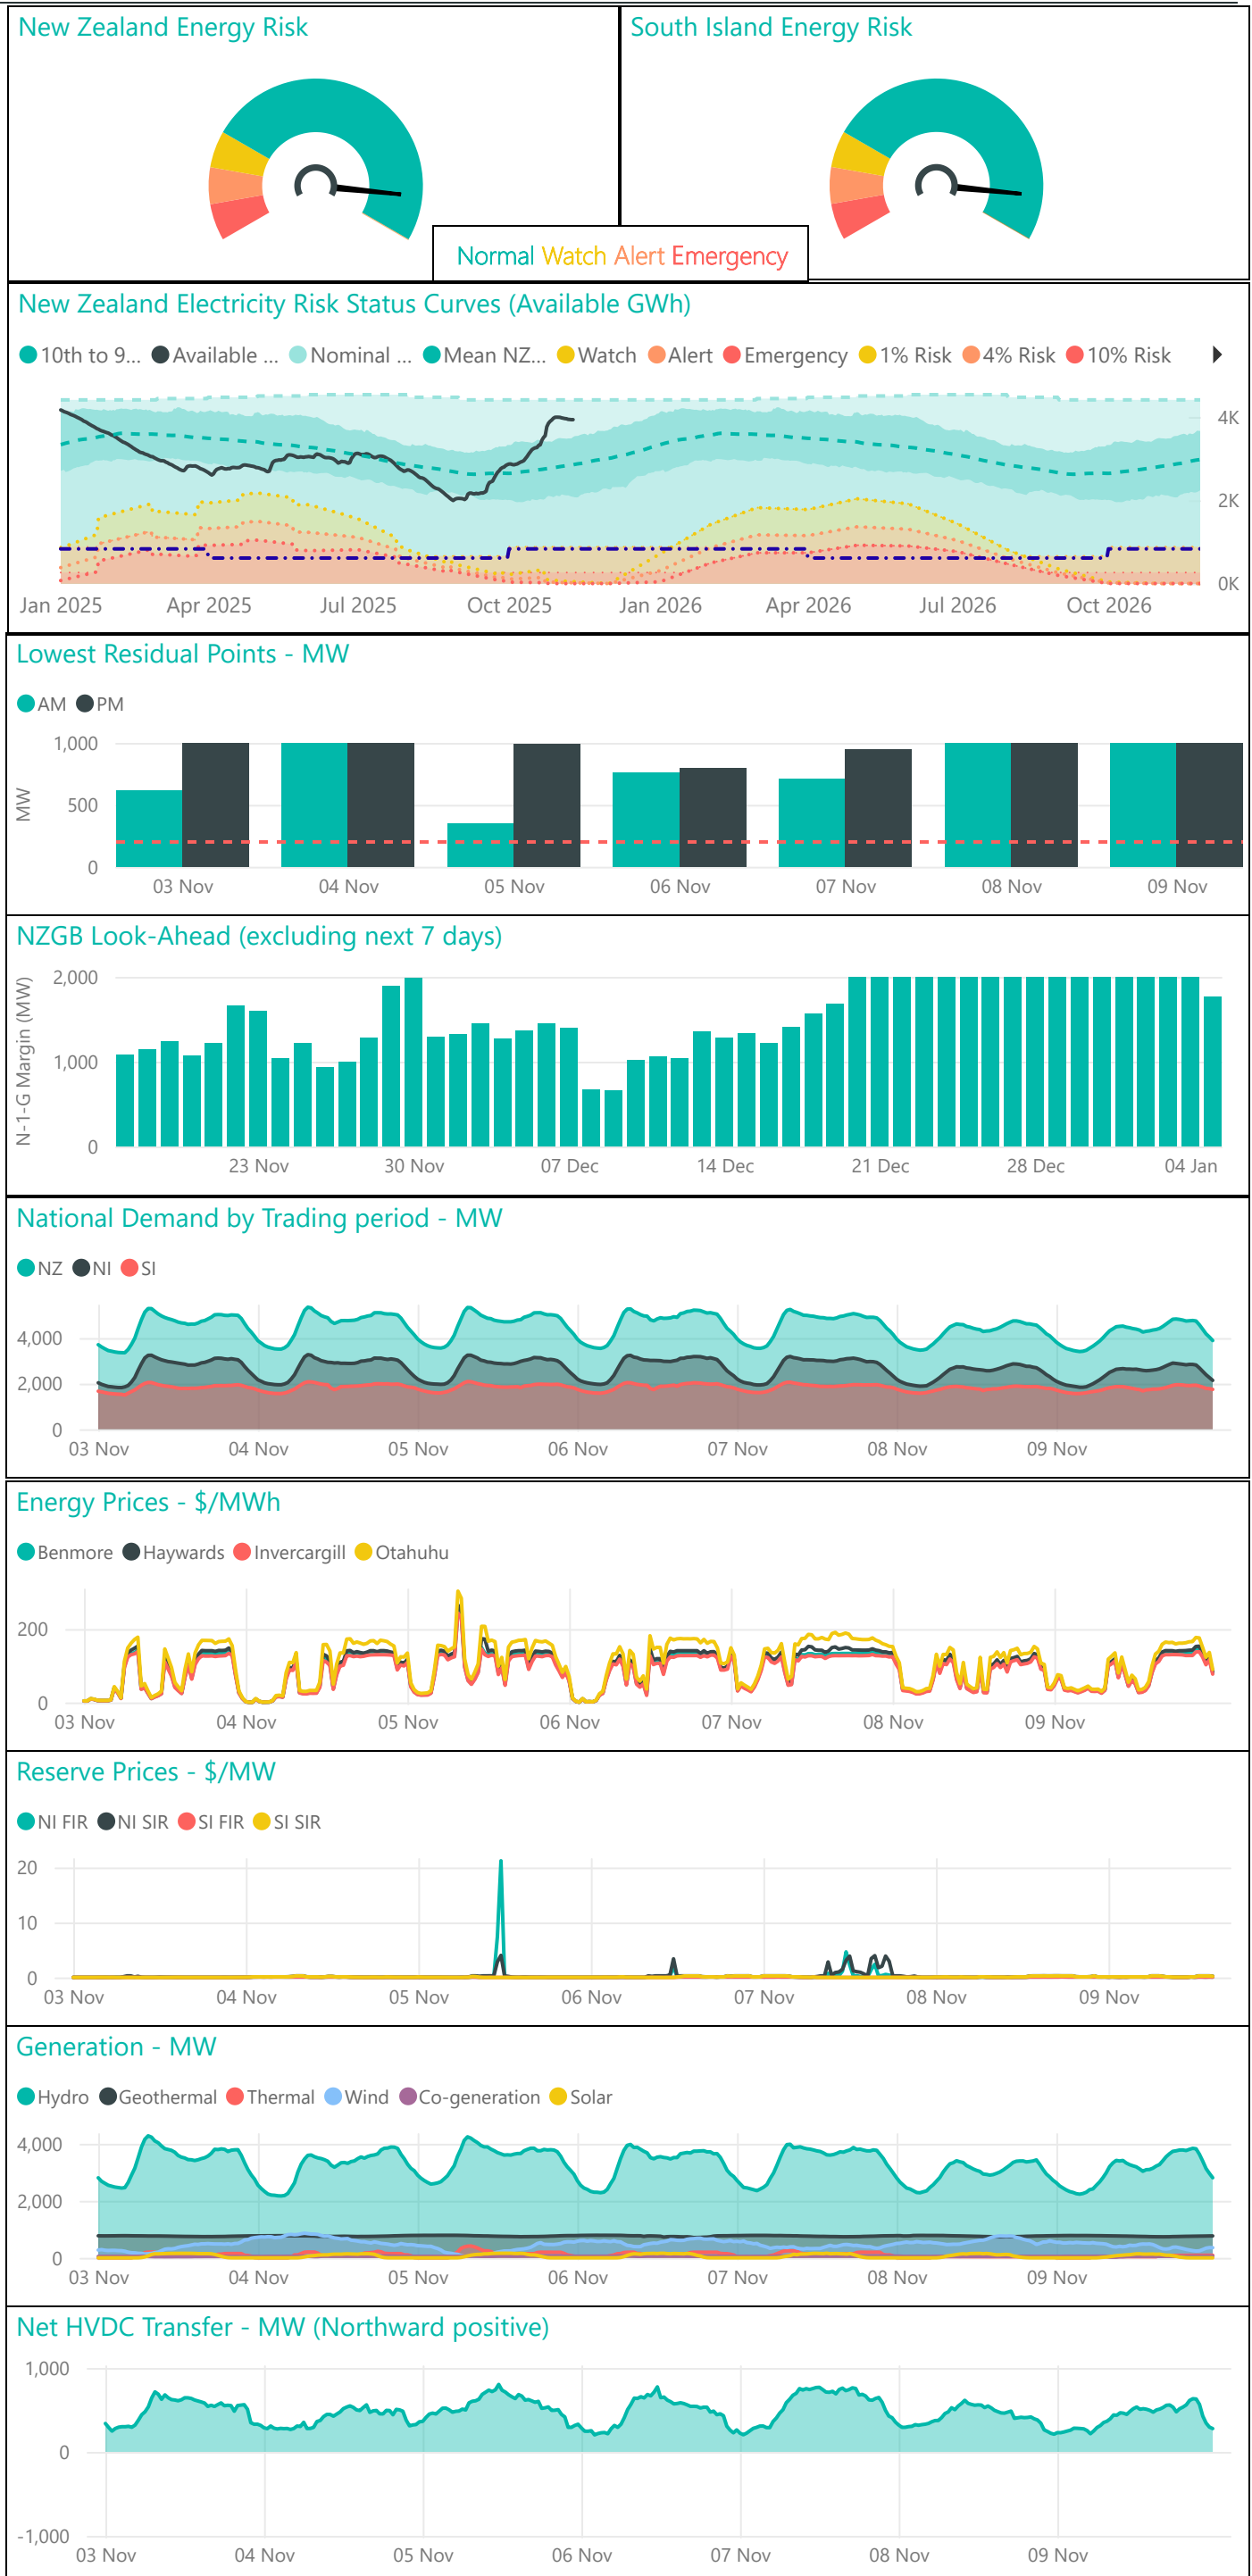 New Zealand Energy Risk
South Island Energy Risk
Normal Watch Alert Emergency
New Zealand Electricity Risk Status Curves (Available GWh)
10th to 9... Available ... Nominal ... Mean NZ... Watch Alert Emergency 1% Risk 4% Risk 10% Risk
4K
2K
0K
Jan 2025 Apr 2025 Jul 2025 Oct 2025 Jan 2026 Apr 2026 Jul 2026 Oct 2026
Lowest Residual Points - MW
AM PM
MW
1,000
500
0
03 Nov 04 Nov 05 Nov 06 Nov 07 Nov 08 Nov 09 Nov
NZGB Look-Ahead (excluding next 7 days)
N-1-G Margin (MW)
2,000
1,000
0
23 Nov 30 Nov 07 Dec 14 Dec 21 Dec 28 Dec 04 Jan
National Demand by Trading period - MW
NZ NI SI
4,000
2,000
0
03 Nov 04 Nov 05 Nov 06 Nov 07 Nov 08 Nov 09 Nov
Energy Prices - $/MWh
Benmore Haywards Invercargill Otahuhu
200
0
03 Nov 04 Nov 05 Nov 06 Nov 07 Nov 08 Nov 09 Nov
Reserve Prices - $/MW
NI FIR NI SIR SI FIR SI SIR
20
10
0
03 Nov 04 Nov 05 Nov 06 Nov 07 Nov 08 Nov 09 Nov
Generation - MW
Hydro Geothermal Thermal Wind Co-generation Solar
4,000
2,000
0
03 Nov 04 Nov 05 Nov 06 Nov 07 Nov 08 Nov 09 Nov
Net HVDC Transfer - MW (Northward positive)
1,000
0
-1,000
03 Nov 04 Nov 05 Nov 06 Nov 07 Nov 08 Nov 09 Nov